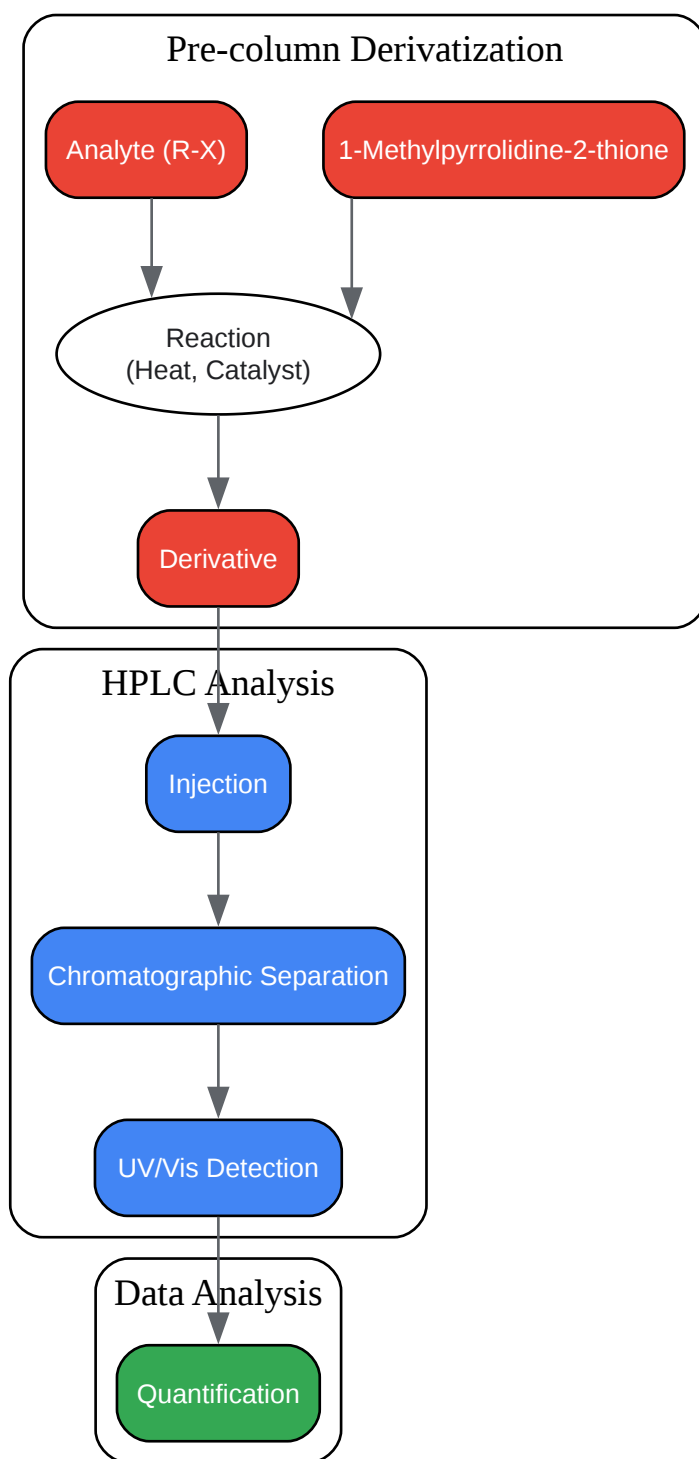 Pre-column Derivatization
Analyte (R-X)
1-Methylpyrrolidine-2-thione
Reaction
(Heat, Catalyst)
Derivative
HPLC Analysis
Injection
Chromatographic Separation
UV/Vis Detection
Data Analysis
Quantification